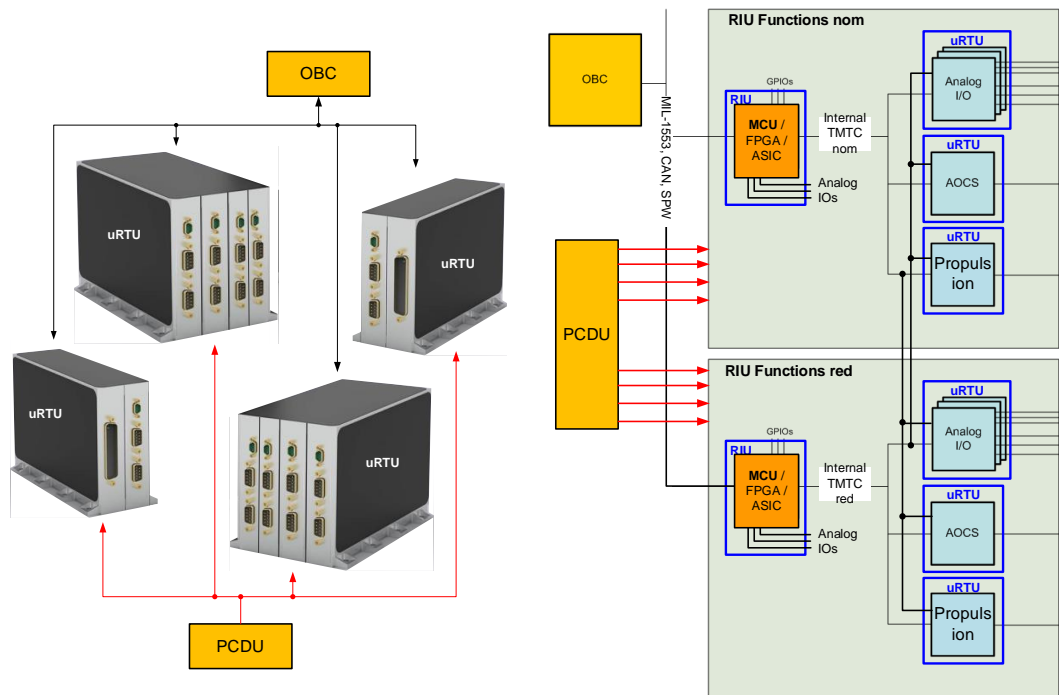 OBC
uRTU
uRTU
uRTU
uRTU
PCDU
OBC
MIL-1553, CAN, SPW
PCDU
RIU Functions nom
GPIOs
RIU
MCU /
FPGA /
ASIC
Analog
IOs
Internal
TMTC
nom
uRTU
Analog
I/O
uRTU
AOCS
uRTU
Propuls
ion
RIU Functions red
GPIOs
RIU
MCU /
FPGA /
ASIC
Analog
IOs
Internal
TMTC
red
uRTU
Analog
I/O
uRTU
AOCS
uRTU
Propuls
ion